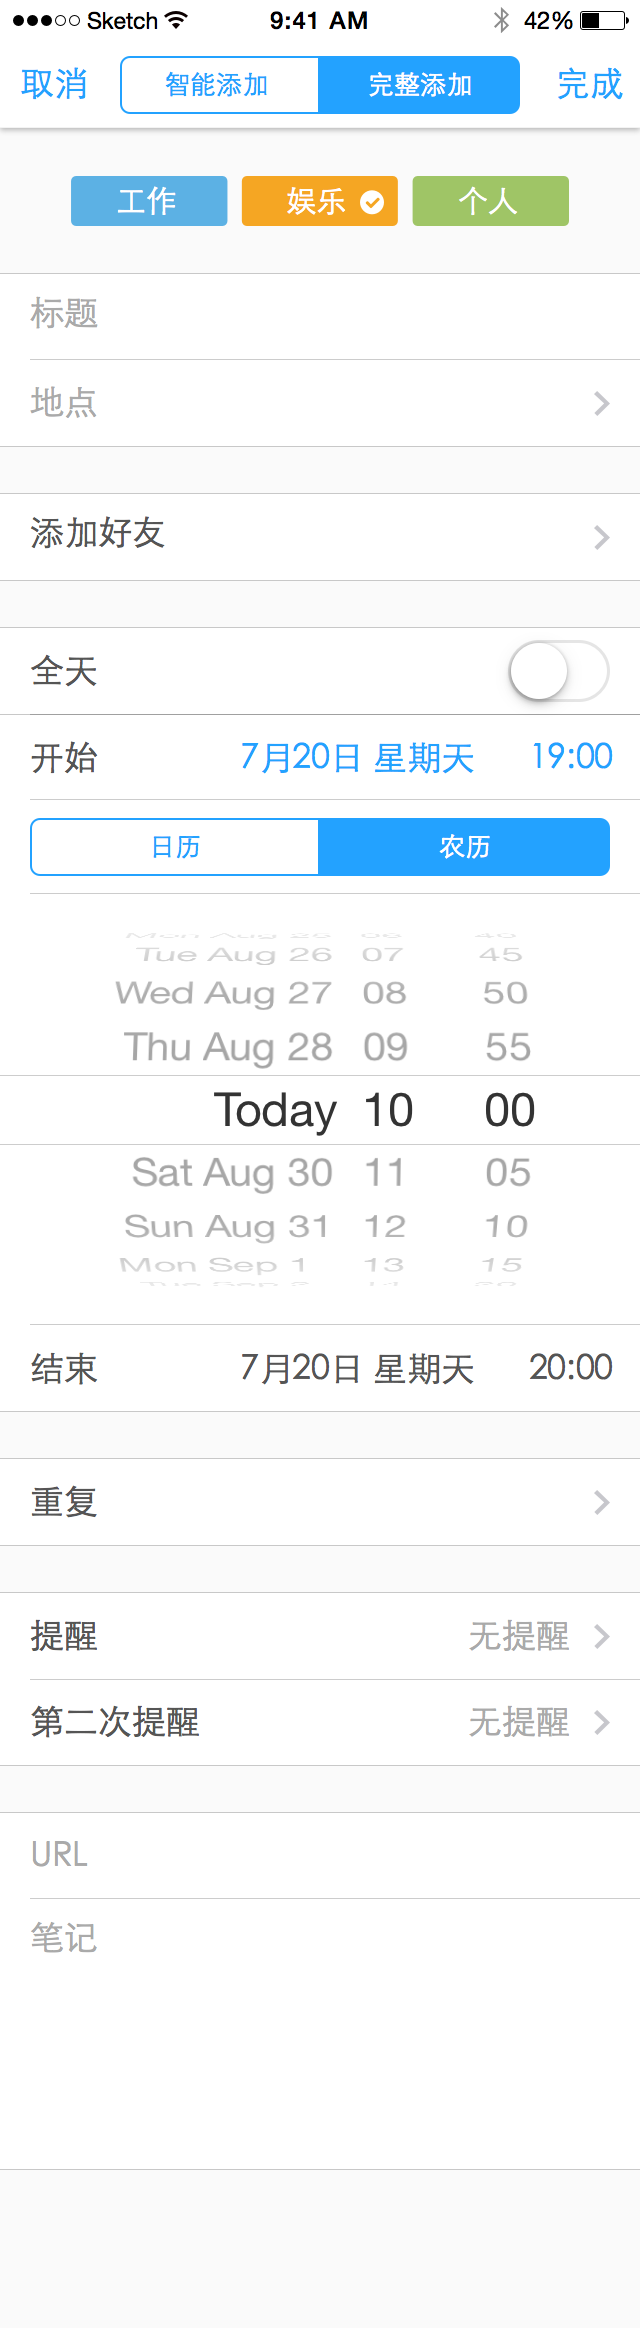 Sketch 9:41 AM 42%
取消 智能添加 完整添加 完成
工作 娱乐 个人
标题
地点
添加好友
全天
开始 7月20日 星期天 19:00
日历 农历
Tue Aug 26 07 45
Wed Aug 27 08 50
Thu Aug 28 09 55
Today 10 00
Sat Aug 30 11 05
Sun Aug 31 12 10
Mon Sep 1 13 15
结束 7月20日 星期天 20:00
重复
提醒 无提醒
第二次提醒 无提醒
URL
笔记